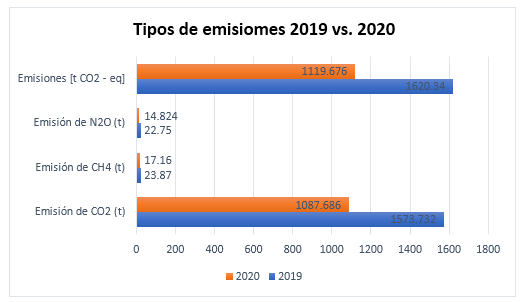 Tipos de emisiomes 2019 vs. 2020
Emisiones [t CO2 - eq]
1119.676
1620.34
Emisión de N2O (t)
14.824
22.75
Emisión de CH4 (t)
17.16
23.87
Emisión de CO2 (t)
1087.686
1573.732
0 200 400 600 800 1000 1200 1400 1600 1800
2020 2019